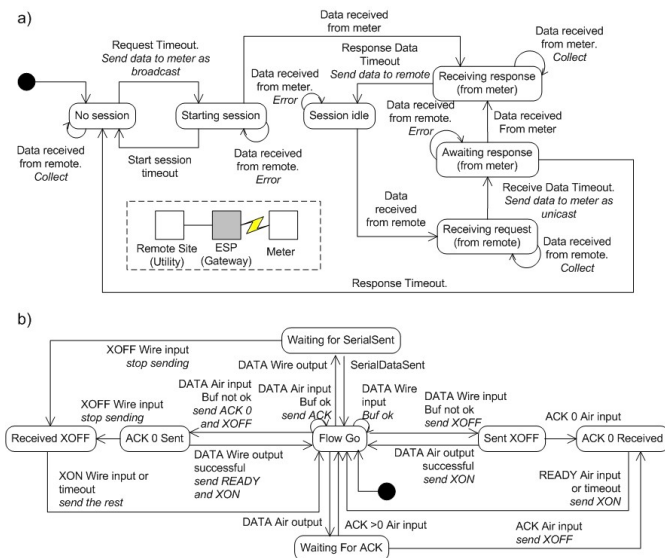 a)
Data received
from meter
Request Timeout.
Send data to meter as
broadcast
Response Data
Timeout
Send data to remote
Data received
from meter.
Collect
Receiving response
(from meter)
Data received
from meter.
Error
No session
Starting session
Session idle
Data received
from remote.
Error
Data received
From meter
Data received
from remote.
Collect
Start session
timeout
Data received
from remote.
Error
Awaiting response
(from meter)
Data
received
from remote
Receive Data Timeout.
Send data to meter as
unicast
Receiving request
(from remote)
Remote Site
(Utility)
ESP
(Gateway)
Meter
Data received
from remote.
Collect
Response Timeout.
b)
Waiting for SerialSent
XOFF Wire input
stop sending
DATA Wire output
SerialDataSent
XOFF Wire input
stop sending
DATA Air input
Buf not ok
send ACK 0
and XOFF
DATA Air input
Buf ok
send ACK
DATA Wire
input
Buf ok
DATA Wire input
Buf not ok
send XOFF
ACK 0 Air input
Received XOFF
ACK 0 Sent
Flow Go
Sent XOFF
ACK 0 Received
XON Wire input or
timeout
send the rest
DATA Wire output
successful
send READY
and XON
DATA Air output
successful
send XON
READY Air input
or timeout
send XON
DATA Air output
ACK >0 Air input
ACK Air input
send XOFF
Waiting For ACK